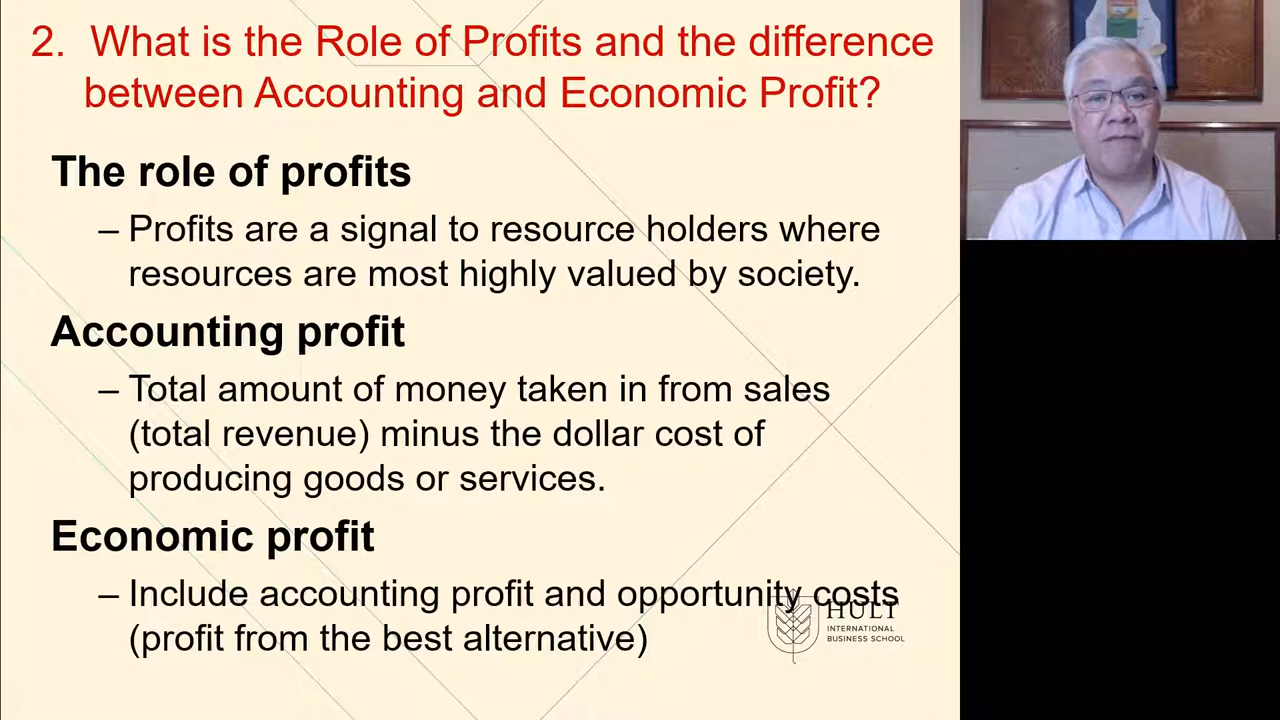 2. What is the Role of Profits and the difference
between Accounting and Economic Profit?
The role of profits
– Profits are a signal to resource holders where
resources are most highly valued by society.
Accounting profit
– Total amount of money taken in from sales
(total revenue) minus the dollar cost of
producing goods or services.
Economic profit
– Include accounting profit and opportunity costs
(profit from the best alternative)
HULT
INTERNATIONAL
BUSINESS SCHOOL